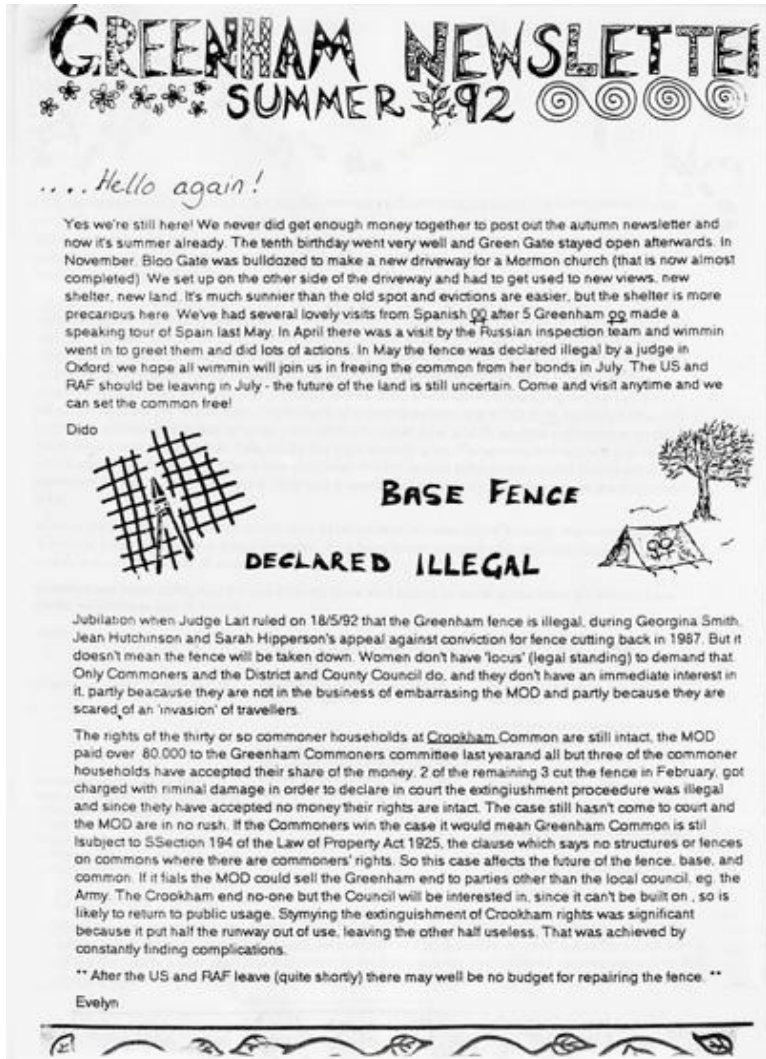 GREENHAM NEWSLETTER
SUMMER 92
....Hello again!
Yes we're still here! We never did get enough money together to post out the autumn newsletter and
now it's summer already. The tenth birthday went very well and Green Gate stayed open afterwards. In
November. Bloo Gate was bulldozed to make a new driveway for a Mormon church (that is now almost
completed) We set up on the other side of the driveway and had to get used to new views, new
shelter, new land. It's much sunnier than the old spot and evictions are easier, but the shelter is more
precarious here. We've had several lovely visits from Spanish after 5 Greenham made a
speaking tour of Spain last May. In April there was a visit by the Russian inspection team and wimmin
went in to greet them and did lots of actions. In May the fence was declared illegal by a judge in
Oxford. we hope all wimmin will join us in freeing the common from her bonds in July. The US and
RAF should be leaving in July - the future of the land is still uncertain. Come and visit anytime and we
can set the common free!
Dido
BASE FENCE
DECLARED ILLEGAL
Jubilation when Judge Lait ruled on 18/5/92 that the Greenham fence is illegal, during Georgina Smith,
Jean Hutchinson and Sarah Hipperson's appeal against conviction for fence cutting back in 1987. But it
doesn't mean the fence will be taken down. Women don't have 'locus' (legal standing) to demand that.
Only Commoners and the District and County Council do, and they don't have an immediate interest in
it, partly beacause they are not in the business of embarrasing the MOD and partly because they are
scared of an 'invasion' of travellers.
The rights of the thirty or so commoner households at Crookham Common are still intact, the MOD
paid over 80.000 to the Greenham Commoners committee last yearand all but three of the commoner
households have accepted their share of the money. 2 of the remaining 3 cut the fence in February, got
charged with riminal damage in order to declare in court the extingiushment proceedure was illegal
and since thety have accepted no money their rights are intact. The case still hasn't come to court and
the MOD are in no rush. If the Commoners win the case it would mean Greenham Common is stil
lsubject to SSection 194 of the Law of Property Act 1925, the clause which says no structures or fences
on commons where there are commoners' rights. So this case affects the future of the fence, base, and
common. If it fials the MOD could sell the Greenham end to parties other than the local council, eg. the
Army. The Crookham end no-one but the Council will be interested in, since it can't be built on , so is
likely to return to public usage. Stymying the extinguishment of Crookham rights was significant
because it put half the runway out of use, leaving the other half useless. That was achieved by
constantly finding complications.
** After the US and RAF leave (quite shortly) there may well be no budget for repairing the fence. **
Evelyn